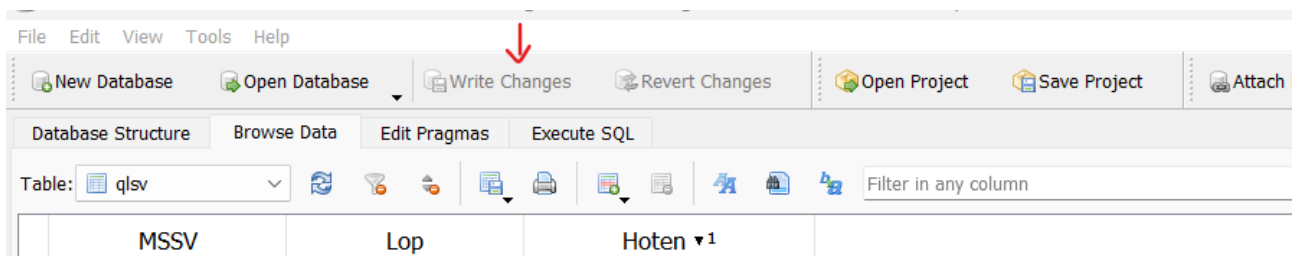 File Edit View Tools Help
New Database Open Database Write Changes Revert Changes Open Project Save Project Attach
Database Structure Browse Data Edit Pragmas Execute SQL
Table: qlsv Filter in any column
MSSV Lop Hoten ▾1